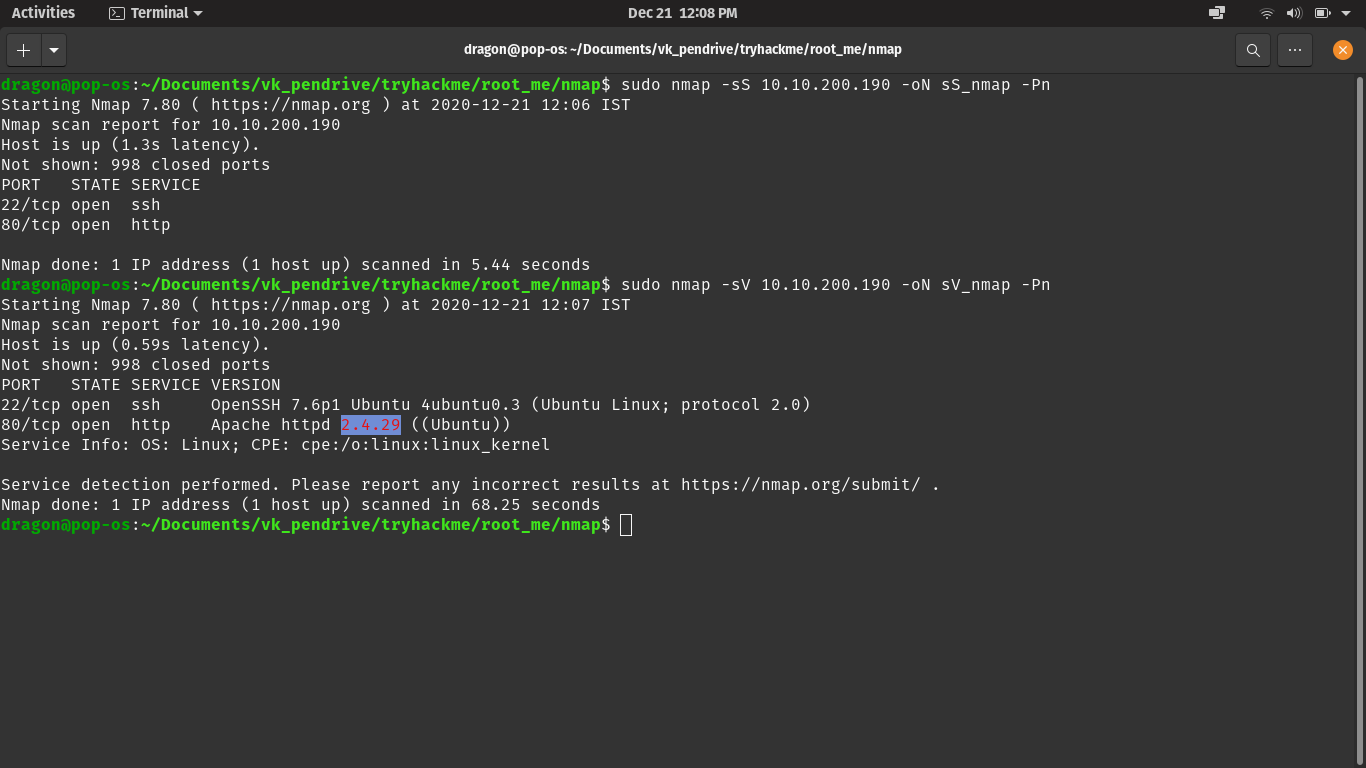 Activities
Terminal
Dec 21 12:08 PM
dragon@pop-os: ~/Documents/vk_pendrive/tryhackme/root_me/nmap
dragon@pop-os:~/Documents/vk_pendrive/tryhackme/root_me/nmap$ sudo nmap -sS 10.10.200.190 -oN sS_nmap -Pn
Starting Nmap 7.80 ( https://nmap.org ) at 2020-12-21 12:06 IST
Nmap scan report for 10.10.200.190
Host is up (1.3s latency).
Not shown: 998 closed ports
PORT   STATE SERVICE
22/tcp open  ssh
80/tcp open  http
Nmap done: 1 IP address (1 host up) scanned in 5.44 seconds
dragon@pop-os:~/Documents/vk_pendrive/tryhackme/root_me/nmap$ sudo nmap -sV 10.10.200.190 -oN sV_nmap -Pn
Starting Nmap 7.80 ( https://nmap.org ) at 2020-12-21 12:07 IST
Nmap scan report for 10.10.200.190
Host is up (0.59s latency).
Not shown: 998 closed ports
PORT   STATE SERVICE VERSION
22/tcp open  ssh     OpenSSH 7.6p1 Ubuntu 4ubuntu0.3 (Ubuntu Linux; protocol 2.0)
80/tcp open  http    Apache httpd 2.4.29 ((Ubuntu))
Service Info: OS: Linux; CPE: cpe:/o:linux:linux_kernel
Service detection performed. Please report any incorrect results at https://nmap.org/submit/ .
Nmap done: 1 IP address (1 host up) scanned in 68.25 seconds
dragon@pop-os:~/Documents/vk_pendrive/tryhackme/root_me/nmap$